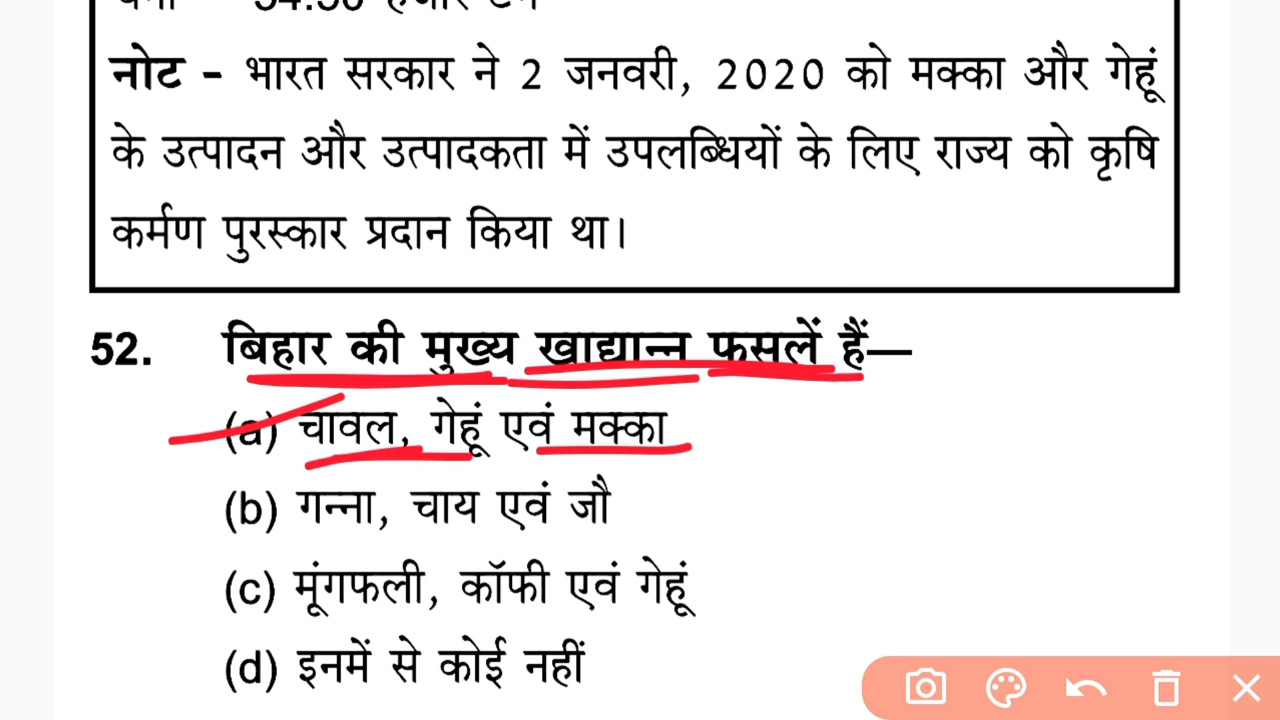 नोट - भारत सरकार ने 2 जनवरी, 2020 को मक्का और गेहूं
के उत्पादन और उत्पादकता में उपलब्धियों के लिए राज्य को कृषि
कर्मण पुरस्कार प्रदान किया था।
52. बिहार की मुख्य खाद्यान्न फसलें हैं—
(a) चावल, गेहूं एवं मक्का
(b) गन्ना, चाय एवं जौ
(c) मूंगफली, कॉफी एवं गेहूं
(d) इनमें से कोई नहीं